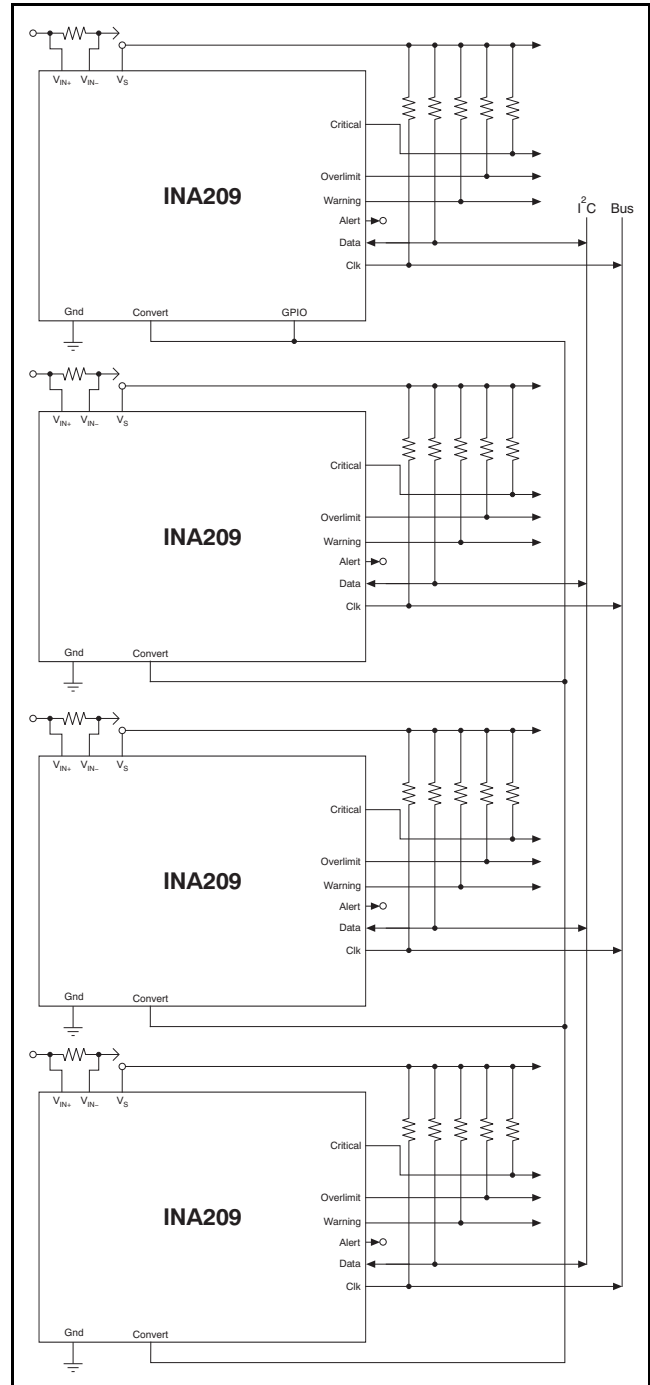 V_IN+ V_IN– V_S
Critical
INA209
Overlimit
Warning
Alert
Data
Clk
I²C Bus
Gnd Convert GPIO
V_IN+ V_IN– V_S
Critical
INA209
Overlimit
Warning
Alert
Data
Clk
Gnd Convert
V_IN+ V_IN– V_S
Critical
INA209
Overlimit
Warning
Alert
Data
Clk
Gnd Convert
V_IN+ V_IN– V_S
Critical
INA209
Overlimit
Warning
Alert
Data
Clk
Gnd Convert